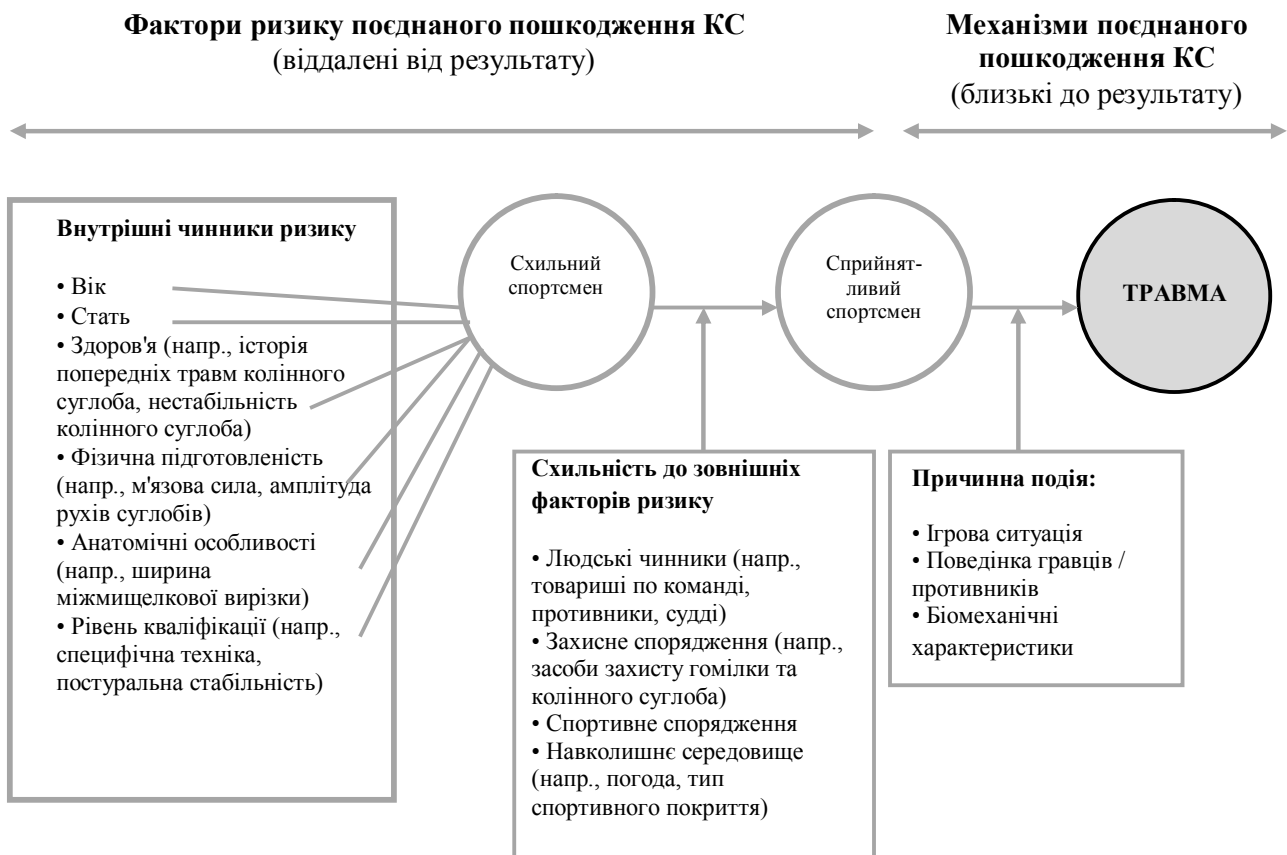 Фактори ризику поєднаного пошкодження КС
(віддалені від результату)
Механізми поєднаного
пошкодження КС
(близькі до результату)
Внутрішні чинники ризику
• Вік
• Стать
• Здоров'я (напр., історія
попередніх травм колінного
суглоба, нестабільність
колінного суглоба)
• Фізична підготовленість
(напр., м'язова сила, амплітуда
рухів суглобів)
• Анатомічні особливості
(напр., ширина
міжмищелкової вирізки)
• Рівень кваліфікації (напр.,
специфічна техніка,
постуральна стабільність)
Схильний
спортсмен
Сприйнят-
ливий
спортсмен
ТРАВМА
Схильність до зовнішніх
факторів ризику
• Людські чинники (напр.,
товариші по команді,
противники, судді)
• Захисне спорядження (напр.,
засоби захисту гомілки та
колінного суглоба)
• Спортивне спорядження
• Навколишнє середовище
(напр., погода, тип
спортивного покриття)
Причинна подія:
• Ігрова ситуація
• Поведінка гравців /
противників
• Біомеханічні
характеристики